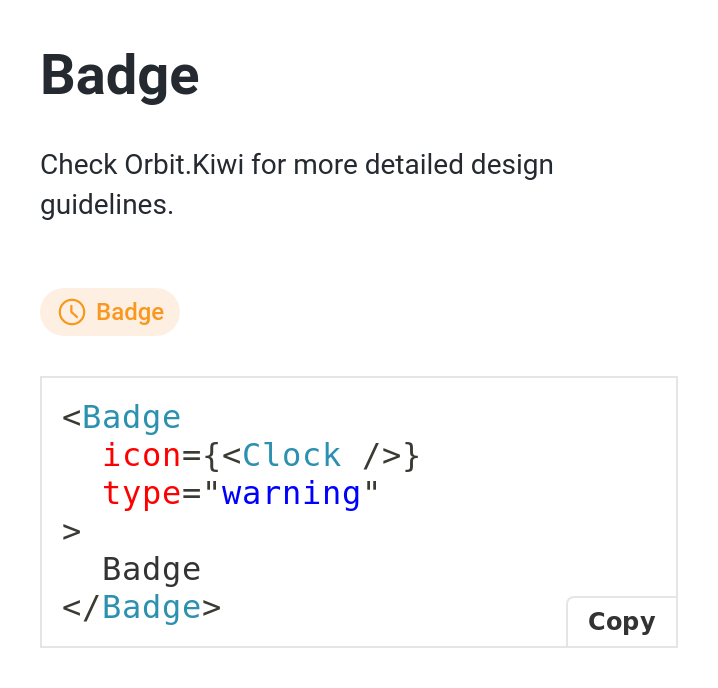 Badge
Check Orbit.Kiwi for more detailed design
guidelines.
Badge
<Badge
  icon={<Clock />}
  type="warning"
>
  Badge
</Badge>
Copy